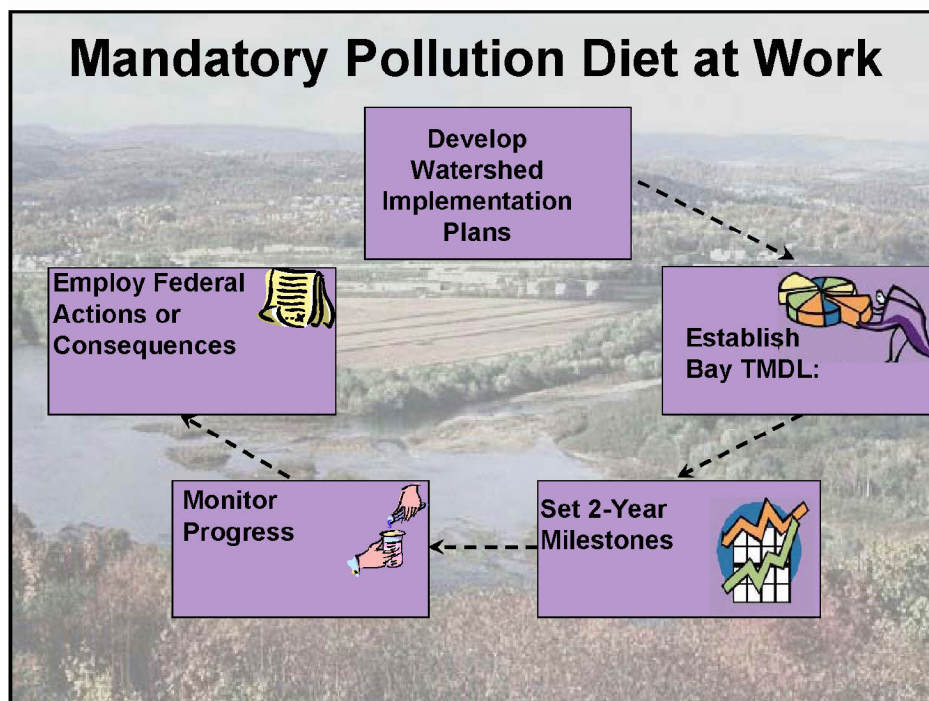 Mandatory Pollution Diet at Work
Develop
Watershed
Implementation
Plans
Establish
Bay TMDL:
Set 2-Year
Milestones
Monitor
Progress
Employ Federal
Actions or
Consequences